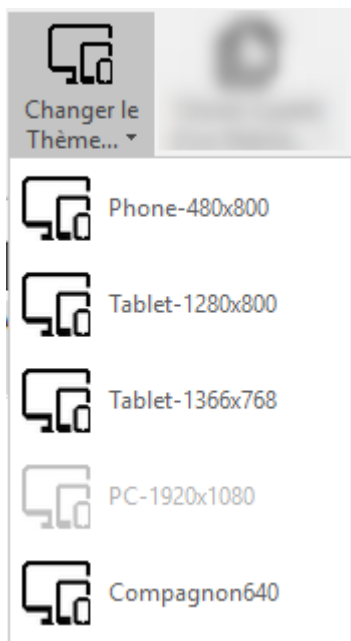 Changer le
Thème...
Phone-480x800
Tablet-1280x800
Tablet-1366x768
PC-1920x1080
Compagnon640